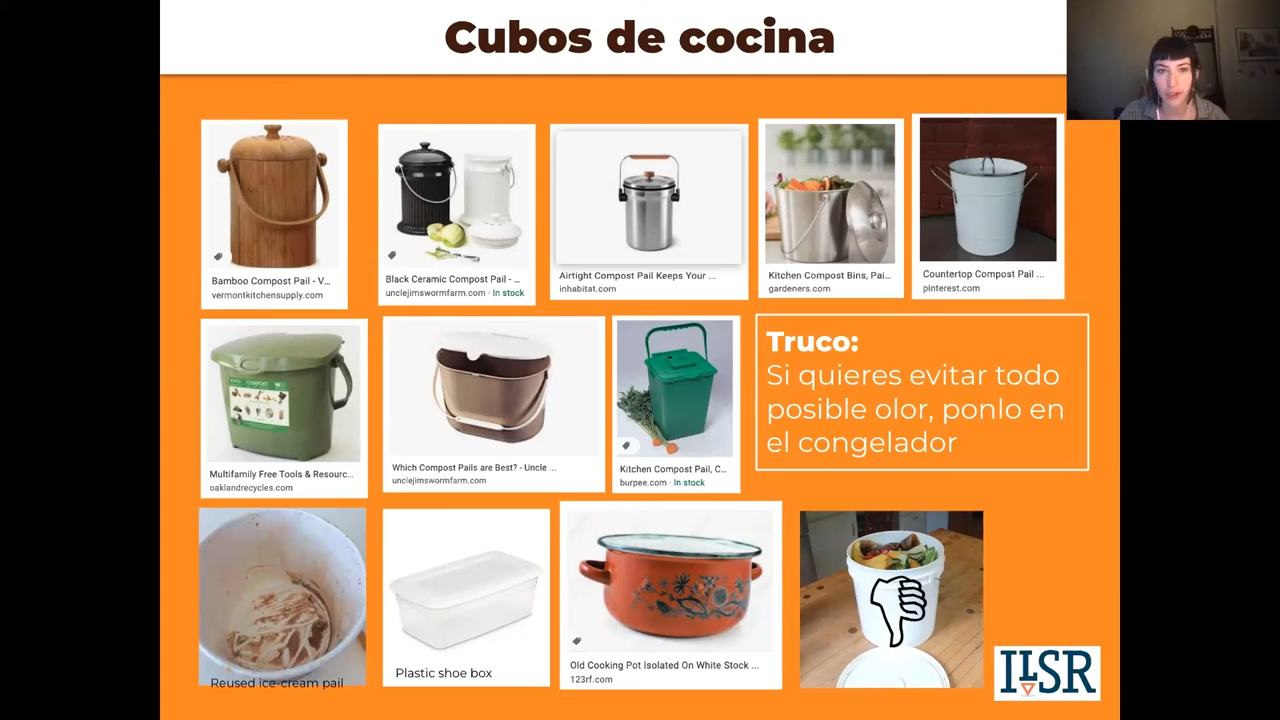 Cubos de cocina
Bamboo Compost Pail - V...
vermontkitchensupply.com
Black Ceramic Compost Pail - ...
unclejimswormfarm.com · In stock
Airtight Compost Pail Keeps Your ...
inhabitat.com
Kitchen Compost Bins, Pai...
gardeners.com
Countertop Compost Pail ...
pinterest.com
Multifamily Free Tools & Resourc...
oaklandrecycles.com
Which Compost Pails are Best? - Uncle ...
unclejimswormfarm.com
Kitchen Compost Pail, C...
burpee.com · In stock
Truco:
Si quieres evitar todo
posible olor, ponlo en
el congelador
Reused ice-cream pail
Plastic shoe box
Old Cooking Pot Isolated On White Stock ...
123rf.com
ILSR